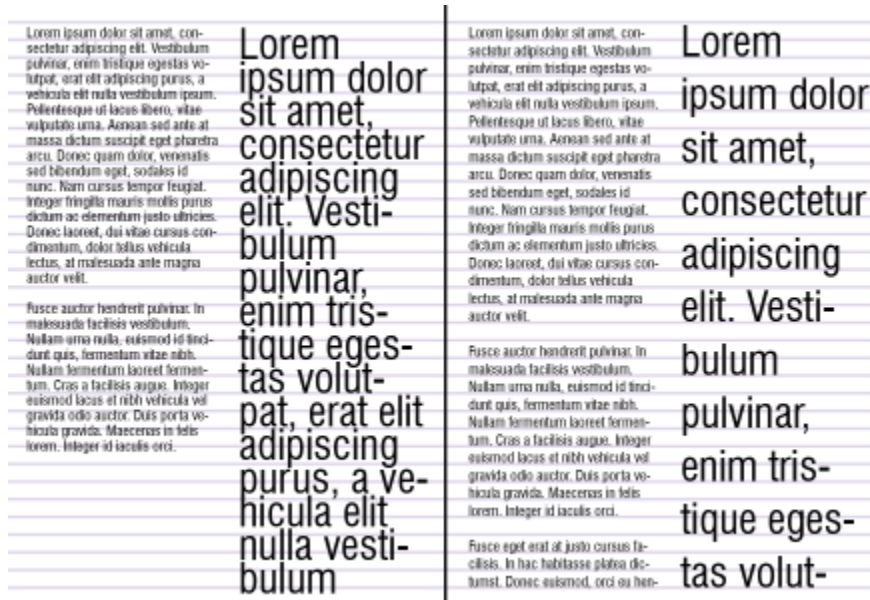 Lorem ipsum dolor sit amet, con-
sectetur adipiscing elit. Vestibulum
pulvinar, enim tristique egestas vo-
lutpat, erat elit adipiscing purus, a
vehicula elit nulla vestibulum ipsum.
Pellentesque ut lacus libero, vitae
vulputate urna. Aenean sed ante at
massa dictum suscipit eget pharetra
arcu. Donec quam dolor, venenatis
sed bibendum eget, sodales id
nunc. Nam cursus tempor feugiat.
Integer fringilla mauris mollis purus
dictum ac elementum justo ultricies.
Donec laoreet, dui vitae cursus con-
dimentum, dolor tellus vehicula
lectus, at malesuada ante magna
auctor velit.
Fusce auctor hendrerit pulvinar. In
malesuada facilisis vestibulum.
Nullam urna nulla, euismod id tinci-
dunt quis, fermentum vitae nibh.
Nullam fermentum laoreet fermen-
tum. Cras a facilisis augue. Integer
euismod lacus et nibh vehicula vel
gravida odio auctor. Duis porta ve-
hicula gravida. Maecenas in felis
lorem. Integer id iaculis orci.
Lorem
ipsum dolor
sit amet,
consectetur
adipiscing
elit. Vesti-
bulum
pulvinar,
enim tris-
tique eges-
tas volut-
pat, erat elit
adipiscing
purus, a ve-
hicula elit
nulla vesti-
bulum
Lorem ipsum dolor sit amet, con-
sectetur adipiscing elit. Vestibulum
pulvinar, enim tristique egestas vo-
lutpat, erat elit adipiscing purus, a
vehicula elit nulla vestibulum ipsum.
Pellentesque ut lacus libero, vitae
vulputate urna. Aenean sed ante at
massa dictum suscipit eget pharetra
arcu. Donec quam dolor, venenatis
sed bibendum eget, sodales id
nunc. Nam cursus tempor feugiat.
Integer fringilla mauris mollis purus
dictum ac elementum justo ultricies.
Donec laoreet, dui vitae cursus con-
dimentum, dolor tellus vehicula
lectus, at malesuada ante magna
auctor velit.
Fusce auctor hendrerit pulvinar. In
malesuada facilisis vestibulum.
Nullam urna nulla, euismod id tinci-
dunt quis, fermentum vitae nibh.
Nullam fermentum laoreet fermen-
tum. Cras a facilisis augue. Integer
euismod lacus et nibh vehicula vel
gravida odio auctor. Duis porta ve-
hicula gravida. Maecenas in felis
lorem. Integer id iaculis orci.
Fusce eget erat at justo cursus fa-
cilisis. In hac habitasse platea dic-
tumst. Donec euismod, orci eu hen-
Lorem
ipsum dolor
sit amet,
consectetur
adipiscing
elit. Vesti-
bulum
pulvinar,
enim tris-
tique eges-
tas volut-